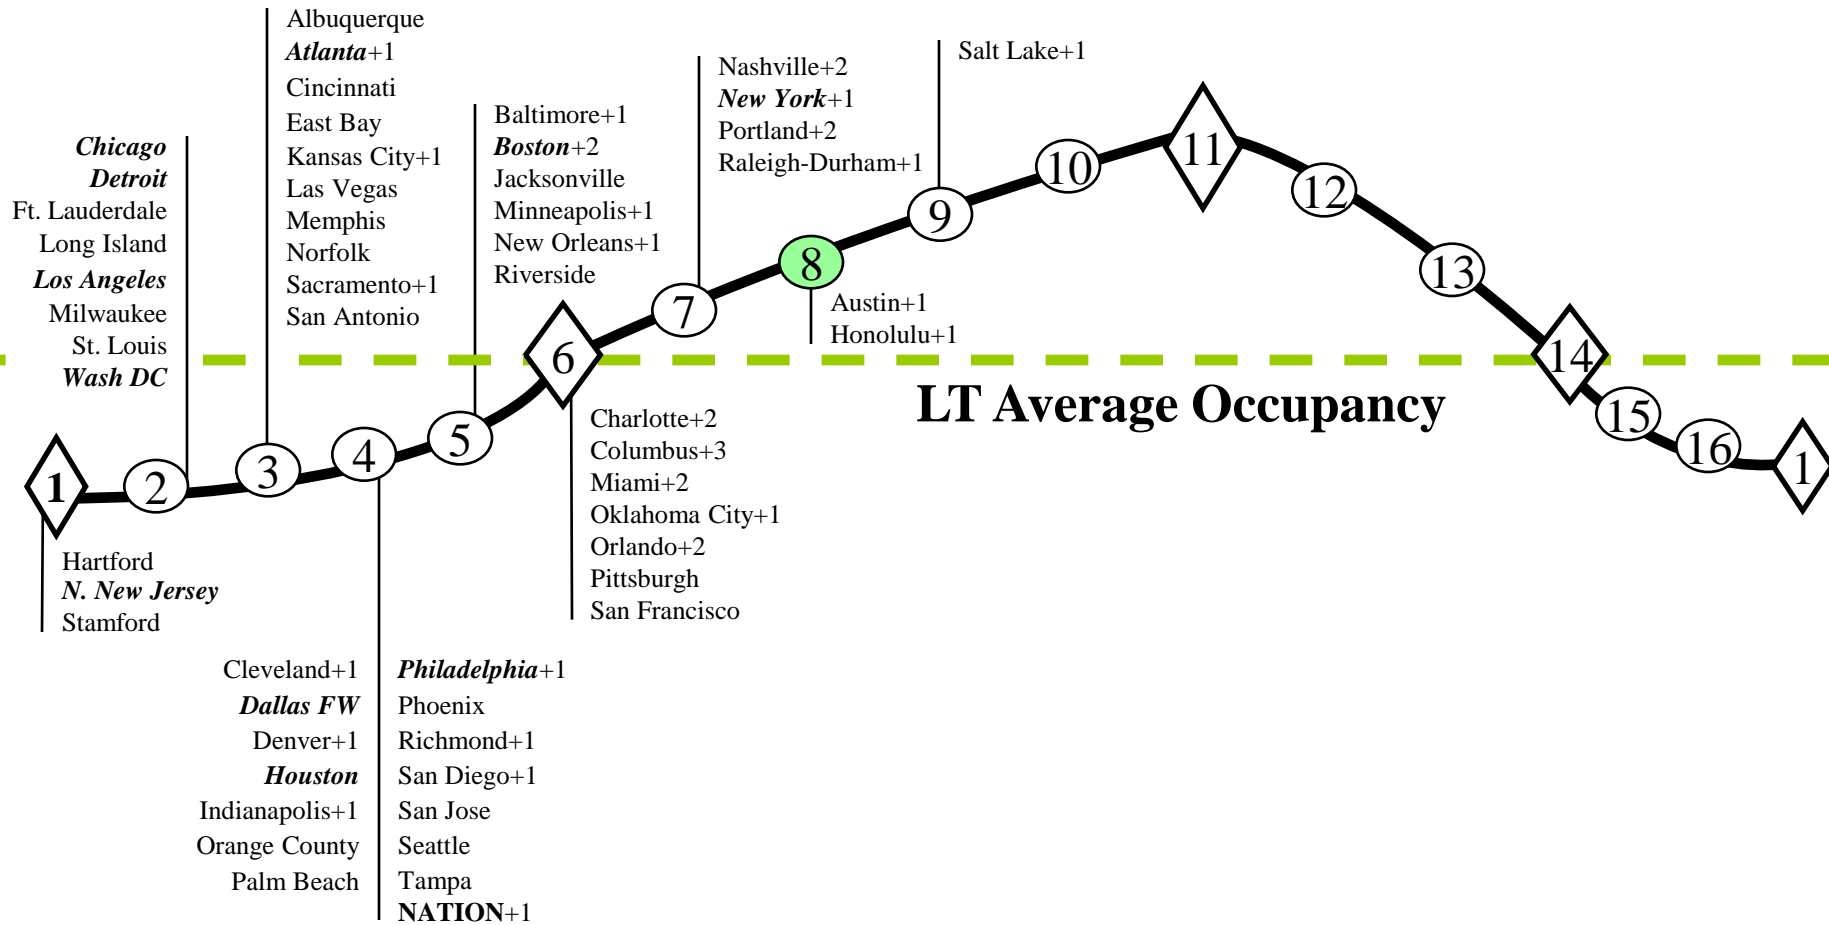 Albuquerque
Atlanta+1
Cincinnati
East Bay
Kansas City+1
Las Vegas
Memphis
Norfolk
Sacramento+1
San Antonio
Chicago
Detroit
Ft. Lauderdale
Long Island
Los Angeles
Milwaukee
St. Louis
Wash DC
Baltimore+1
Boston+2
Jacksonville
Minneapolis+1
New Orleans+1
Riverside
Nashville+2
New York+1
Portland+2
Raleigh-Durham+1
Salt Lake+1
Austin+1
Honolulu+1
1
2
3
4
5
6
7
8
9
10
11
12
13
14
15
16
1
LT Average Occupancy
Hartford
N. New Jersey
Stamford
Charlotte+2
Columbus+3
Miami+2
Oklahoma City+1
Orlando+2
Pittsburgh
San Francisco
Cleveland+1
Dallas FW
Denver+1
Houston
Indianapolis+1
Orange County
Palm Beach
Philadelphia+1
Phoenix
Richmond+1
San Diego+1
San Jose
Seattle
Tampa
NATION+1